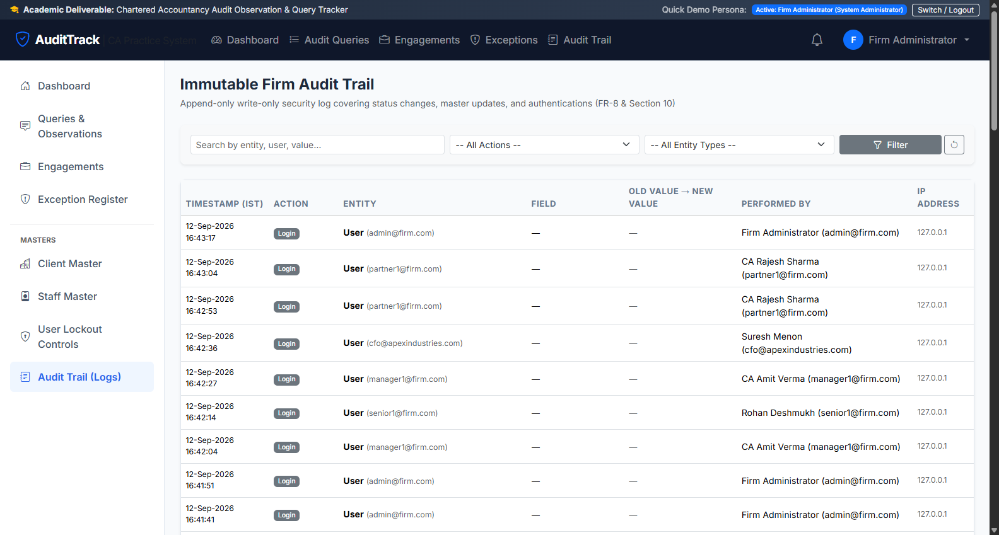 🎓 Academic Deliverable: Chartered Accountancy Audit Observation & Query Tracker
Quick Demo Persona: Active: Firm Administrator (System Administrator) Switch / Logout
AuditTrack | CA Practice System Dashboard Audit Queries Engagements Exceptions Audit Trail
F Firm Administrator
Dashboard
Queries &
Observations
Engagements
Exception Register
MASTERS
Client Master
Staff Master
User Lockout
Controls
Audit Trail (Logs)
Immutable Firm Audit Trail
Append-only write-only security log covering status changes, master updates, and authentications (FR-8 & Section 10)
Search by entity, user, value... -- All Actions -- -- All Entity Types -- Filter
TIMESTAMP (IST) ACTION ENTITY FIELD OLD VALUE → NEW VALUE PERFORMED BY IP ADDRESS
12-Sep-2026 16:43:17 Login User (admin@firm.com) — — Firm Administrator (admin@firm.com) 127.0.0.1
12-Sep-2026 16:43:04 Login User (partner1@firm.com) — — CA Rajesh Sharma (partner1@firm.com) 127.0.0.1
12-Sep-2026 16:42:53 Login User (partner1@firm.com) — — CA Rajesh Sharma (partner1@firm.com) 127.0.0.1
12-Sep-2026 16:42:36 Login User (cfo@apexindustries.com) — — Suresh Menon (cfo@apexindustries.com) 127.0.0.1
12-Sep-2026 16:42:27 Login User (manager1@firm.com) — — CA Amit Verma (manager1@firm.com) 127.0.0.1
12-Sep-2026 16:42:14 Login User (senior1@firm.com) — — Rohan Deshmukh (senior1@firm.com) 127.0.0.1
12-Sep-2026 16:42:04 Login User (manager1@firm.com) — — CA Amit Verma (manager1@firm.com) 127.0.0.1
12-Sep-2026 16:41:51 Login User (admin@firm.com) — — Firm Administrator (admin@firm.com) 127.0.0.1
12-Sep-2026 16:41:41 Login User (admin@firm.com) — — Firm Administrator (admin@firm.com) 127.0.0.1